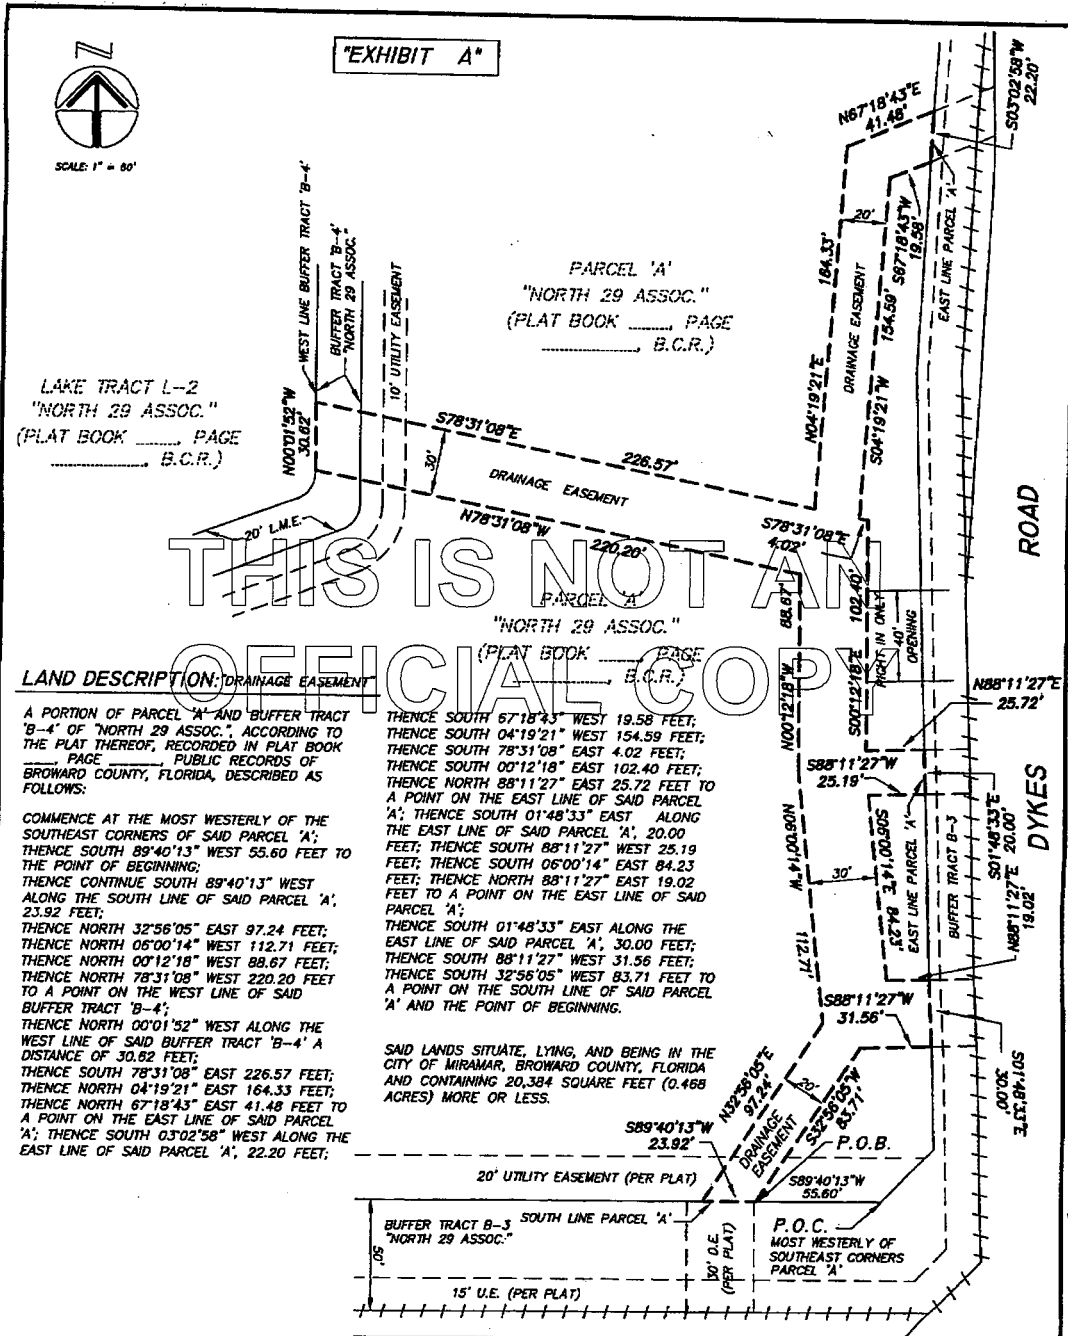 "EXHIBIT A"
N
SCALE: 1" = 60'
N67°18'43"E
41.48'
S03°02'58"W
22.20'
WEST LINE BUFFER TRACT 'B-4'
BUFFER TRACT 'B-4'
"NORTH 29 ASSOC."
10' UTILITY EASEMENT
PARCEL 'A'
"NORTH 29 ASSOC."
(PLAT BOOK ____, PAGE
________, B.C.R.)
164.33'
N04°19'21"E
20'
DRAINAGE EASEMENT
S67°18'43"W
19.58'
154.59'
S04°19'21"W
EAST LINE PARCEL 'A'
LAKE TRACT L-2
"NORTH 29 ASSOC."
(PLAT BOOK ____, PAGE
________, B.C.R.)
N00°01'52"W
30.62'
S78°31'08"E
226.57'
30'
DRAINAGE EASEMENT
N78°31'08"W
220.20'
20' L.M.E.
S78°31'08"E
4.02'
THIS IS NOT AN
OFFICIAL COPY
PARCEL 'A'
"NORTH 29 ASSOC."
(PLAT BOOK ____, PAGE
________, B.C.R.)
88.67'
N00°12'18"W
102.40'
S00°12'18"E
RIGHT IN ONLY
OPENING
40'
ROAD
DYKES
N88°11'27"E
25.72'
S88°11'27"W
25.19'
S01°48'33"E
20.00'
N88°11'27"E
19.02'
N06°00'14"W
112.71'
30'
S06°00'14"E 84.23'
EAST LINE PARCEL 'A'
BUFFER TRACT B-3
S88°11'27"W
31.56'
S01°48'33"E
30.00'
N32°56'05"E
97.24'
20'
S32°56'05"W
83.71'
DRAINAGE
EASEMENT
S89°40'13"W
23.92'
P.O.B.
S89°40'13"W
55.60'
P.O.C.
MOST WESTERLY OF
SOUTHEAST CORNERS
PARCEL 'A'
20' UTILITY EASEMENT (PER PLAT)
SOUTH LINE PARCEL 'A'
BUFFER TRACT B-3
"NORTH 29 ASSOC."
50'
30' D.E.
(PER PLAT)
15' U.E. (PER PLAT)
LAND DESCRIPTION: DRAINAGE EASEMENT
A PORTION OF PARCEL 'A' AND BUFFER TRACT
'B-4' OF "NORTH 29 ASSOC.", ACCORDING TO
THE PLAT THEREOF, RECORDED IN PLAT BOOK
____, PAGE ______, PUBLIC RECORDS OF
BROWARD COUNTY, FLORIDA, DESCRIBED AS
FOLLOWS:
COMMENCE AT THE MOST WESTERLY OF THE
SOUTHEAST CORNERS OF SAID PARCEL 'A';
THENCE SOUTH 89°40'13" WEST 55.60 FEET TO
THE POINT OF BEGINNING;
THENCE CONTINUE SOUTH 89°40'13" WEST
ALONG THE SOUTH LINE OF SAID PARCEL 'A',
23.92 FEET;
THENCE NORTH 32°56'05" EAST 97.24 FEET;
THENCE NORTH 06°00'14" WEST 112.71 FEET;
THENCE NORTH 00°12'18" WEST 88.67 FEET;
THENCE NORTH 78°31'08" WEST 220.20 FEET
TO A POINT ON THE WEST LINE OF SAID
BUFFER TRACT 'B-4';
THENCE NORTH 00°01'52" WEST ALONG THE
WEST LINE OF SAID BUFFER TRACT 'B-4' A
DISTANCE OF 30.62 FEET;
THENCE SOUTH 78°31'08" EAST 226.57 FEET;
THENCE NORTH 04°19'21" EAST 164.33 FEET;
THENCE NORTH 67°18'43" EAST 41.48 FEET TO
A POINT ON THE EAST LINE OF SAID PARCEL
'A'; THENCE SOUTH 03°02'58" WEST ALONG THE
EAST LINE OF SAID PARCEL 'A', 22.20 FEET;
THENCE SOUTH 67°18'43" WEST 19.58 FEET;
THENCE SOUTH 04°19'21" WEST 154.59 FEET;
THENCE SOUTH 78°31'08" EAST 4.02 FEET;
THENCE SOUTH 00°12'18" EAST 102.40 FEET;
THENCE NORTH 88°11'27" EAST 25.72 FEET TO
A POINT ON THE EAST LINE OF SAID PARCEL
'A'; THENCE SOUTH 01°48'33" EAST ALONG
THE EAST LINE OF SAID PARCEL 'A', 20.00
FEET; THENCE SOUTH 88°11'27" WEST 25.19
FEET; THENCE SOUTH 06°00'14" EAST 84.23
FEET; THENCE NORTH 88°11'27" EAST 19.02
FEET TO A POINT ON THE EAST LINE OF SAID
PARCEL 'A';
THENCE SOUTH 01°48'33" EAST ALONG THE
EAST LINE OF SAID PARCEL 'A', 30.00 FEET;
THENCE SOUTH 88°11'27" WEST 31.56 FEET;
THENCE SOUTH 32°56'05" WEST 83.71 FEET TO
A POINT ON THE SOUTH LINE OF SAID PARCEL
'A' AND THE POINT OF BEGINNING.
SAID LANDS SITUATE, LYING, AND BEING IN THE
CITY OF MIRAMAR, BROWARD COUNTY, FLORIDA
AND CONTAINING 20,384 SQUARE FEET (0.468
ACRES) MORE OR LESS.